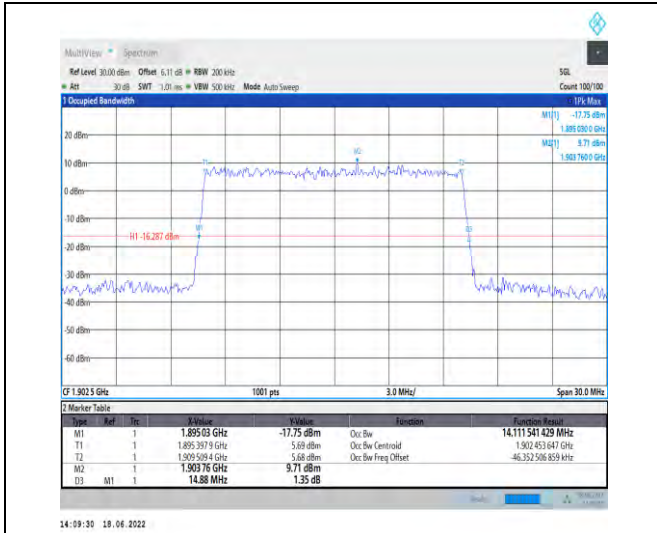 MultiView Spectrum
Ref Level 30.00 dBm Offset 6.11 dB RBW 200 kHz SGL
Att 30 dB SWT 1.01 ms VBW 500 kHz Mode Auto Sweep Count 100/100
1 Occupied Bandwidth 1Pk Max
M1[1] -17.75 dBm
1.895 030 0 GHz
M2[1] 9.71 dBm
1.903 760 0 GHz
20 dBm
10 dBm
0 dBm
-10 dBm
-20 dBm
-30 dBm
-40 dBm
-50 dBm
-60 dBm
T1
M2
T2
M1
D3
H1 -16.287 dBm
CF 1.902 5 GHz 1001 pts 3.0 MHz/ Span 30.0 MHz
2 Marker Table
Type Ref Trc X-Value Y-Value Function Function Result
M1 1 1.895 03 GHz -17.75 dBm Occ Bw 14.111 541 429 MHz
T1 1 1.895 397 9 GHz 5.69 dBm Occ Bw Centroid 1.902 453 647 GHz
T2 1 1.909 509 4 GHz 5.68 dBm Occ Bw Freq Offset -46.352 506 859 kHz
M2 1 1.903 76 GHz 9.71 dBm
D3 M1 1 14.88 MHz 1.35 dB
14:09:30 18.06.2022